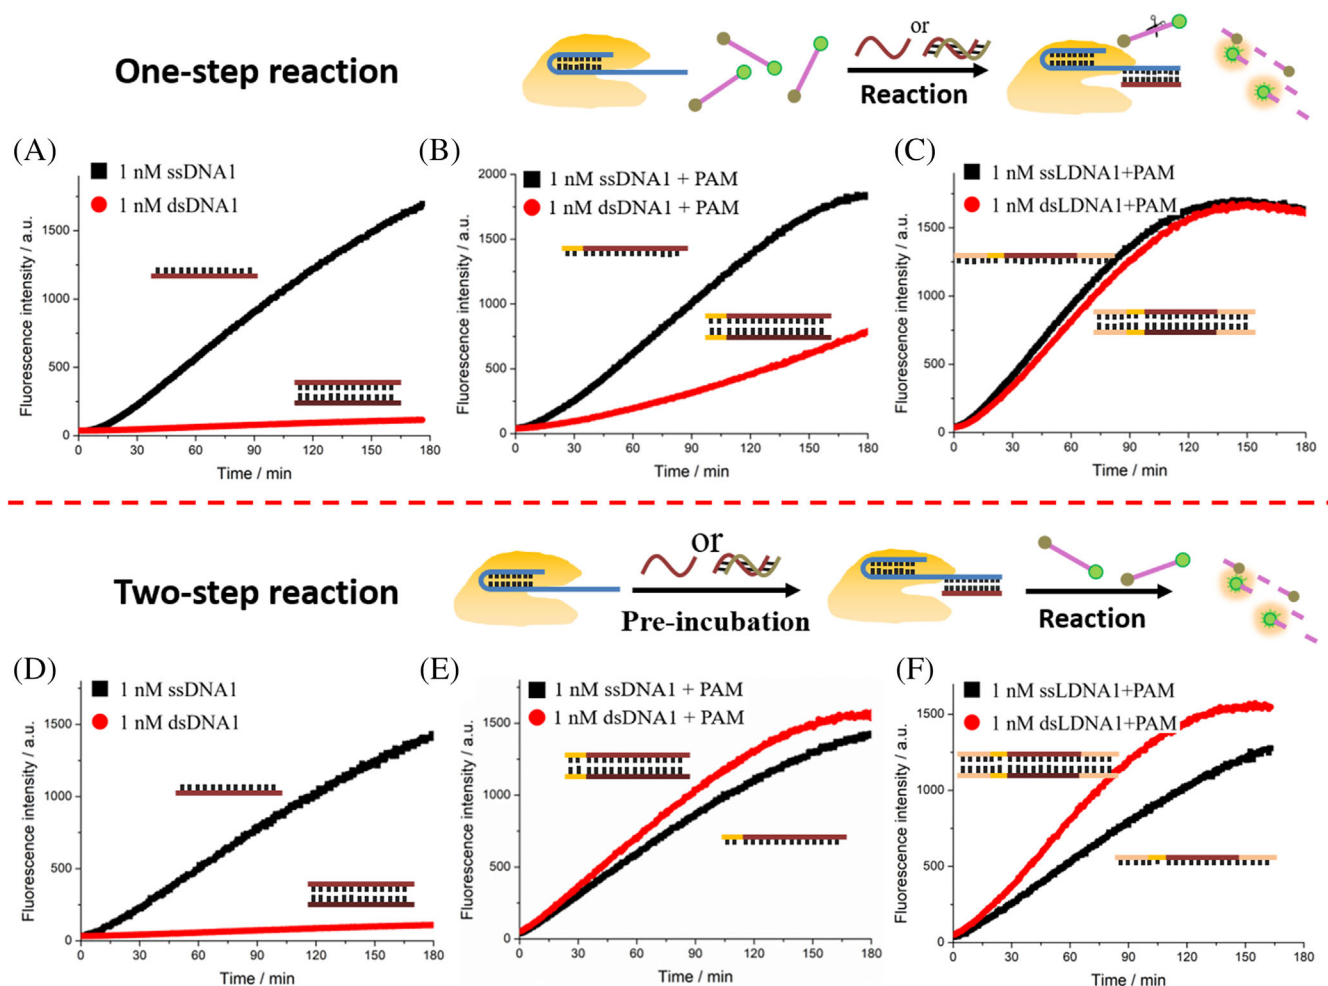 One-step reaction
or
Reaction
(A)
1 nM ssDNA1
1 nM dsDNA1
Fluorescence intensity / a.u.
1500
1000
500
0
0 30 60 90 120 150 180
Time / min
(B)
1 nM ssDNA1 + PAM
1 nM dsDNA1 + PAM
Fluorescence intensity / a.u.
2000
1500
1000
500
0
0 30 60 90 120 150 180
Time / min
(C)
1 nM ssLDNA1+PAM
1 nM dsLDNA1+PAM
Fluorescence intensity / a.u.
1500
1000
500
0
0 30 60 90 120 150 180
Time / min
Two-step reaction
or
Pre-incubation
Reaction
(D)
1 nM ssDNA1
1 nM dsDNA1
Fluorescence intensity / a.u.
1500
1000
500
0
0 30 60 90 120 150 180
Time / min
(E)
1 nM ssDNA1 + PAM
1 nM dsDNA1 + PAM
Fluorescence intensity / a.u.
1500
1000
500
0
0 30 60 90 120 150 180
Time / min
(F)
1 nM ssLDNA1+PAM
1 nM dsLDNA1+PAM
Fluorescence intensity / a.u.
1500
1000
500
0
0 30 60 90 120 150 180
Time / min